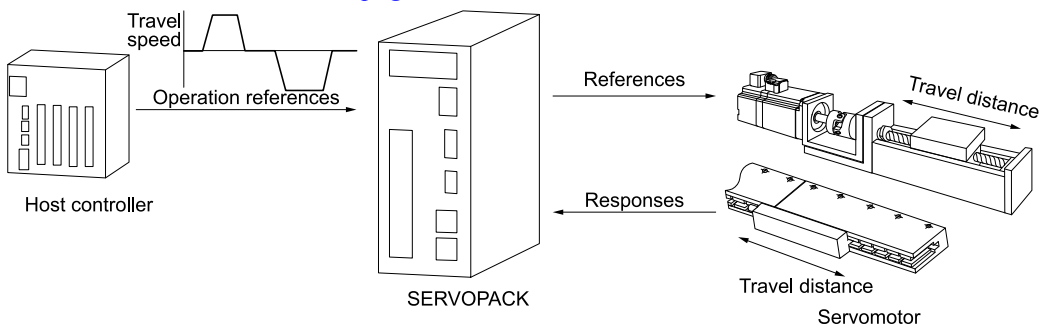 Travel
speed
Operation references
Host controller
SERVOPACK
References
Responses
Travel distance
Travel distance
Servomotor